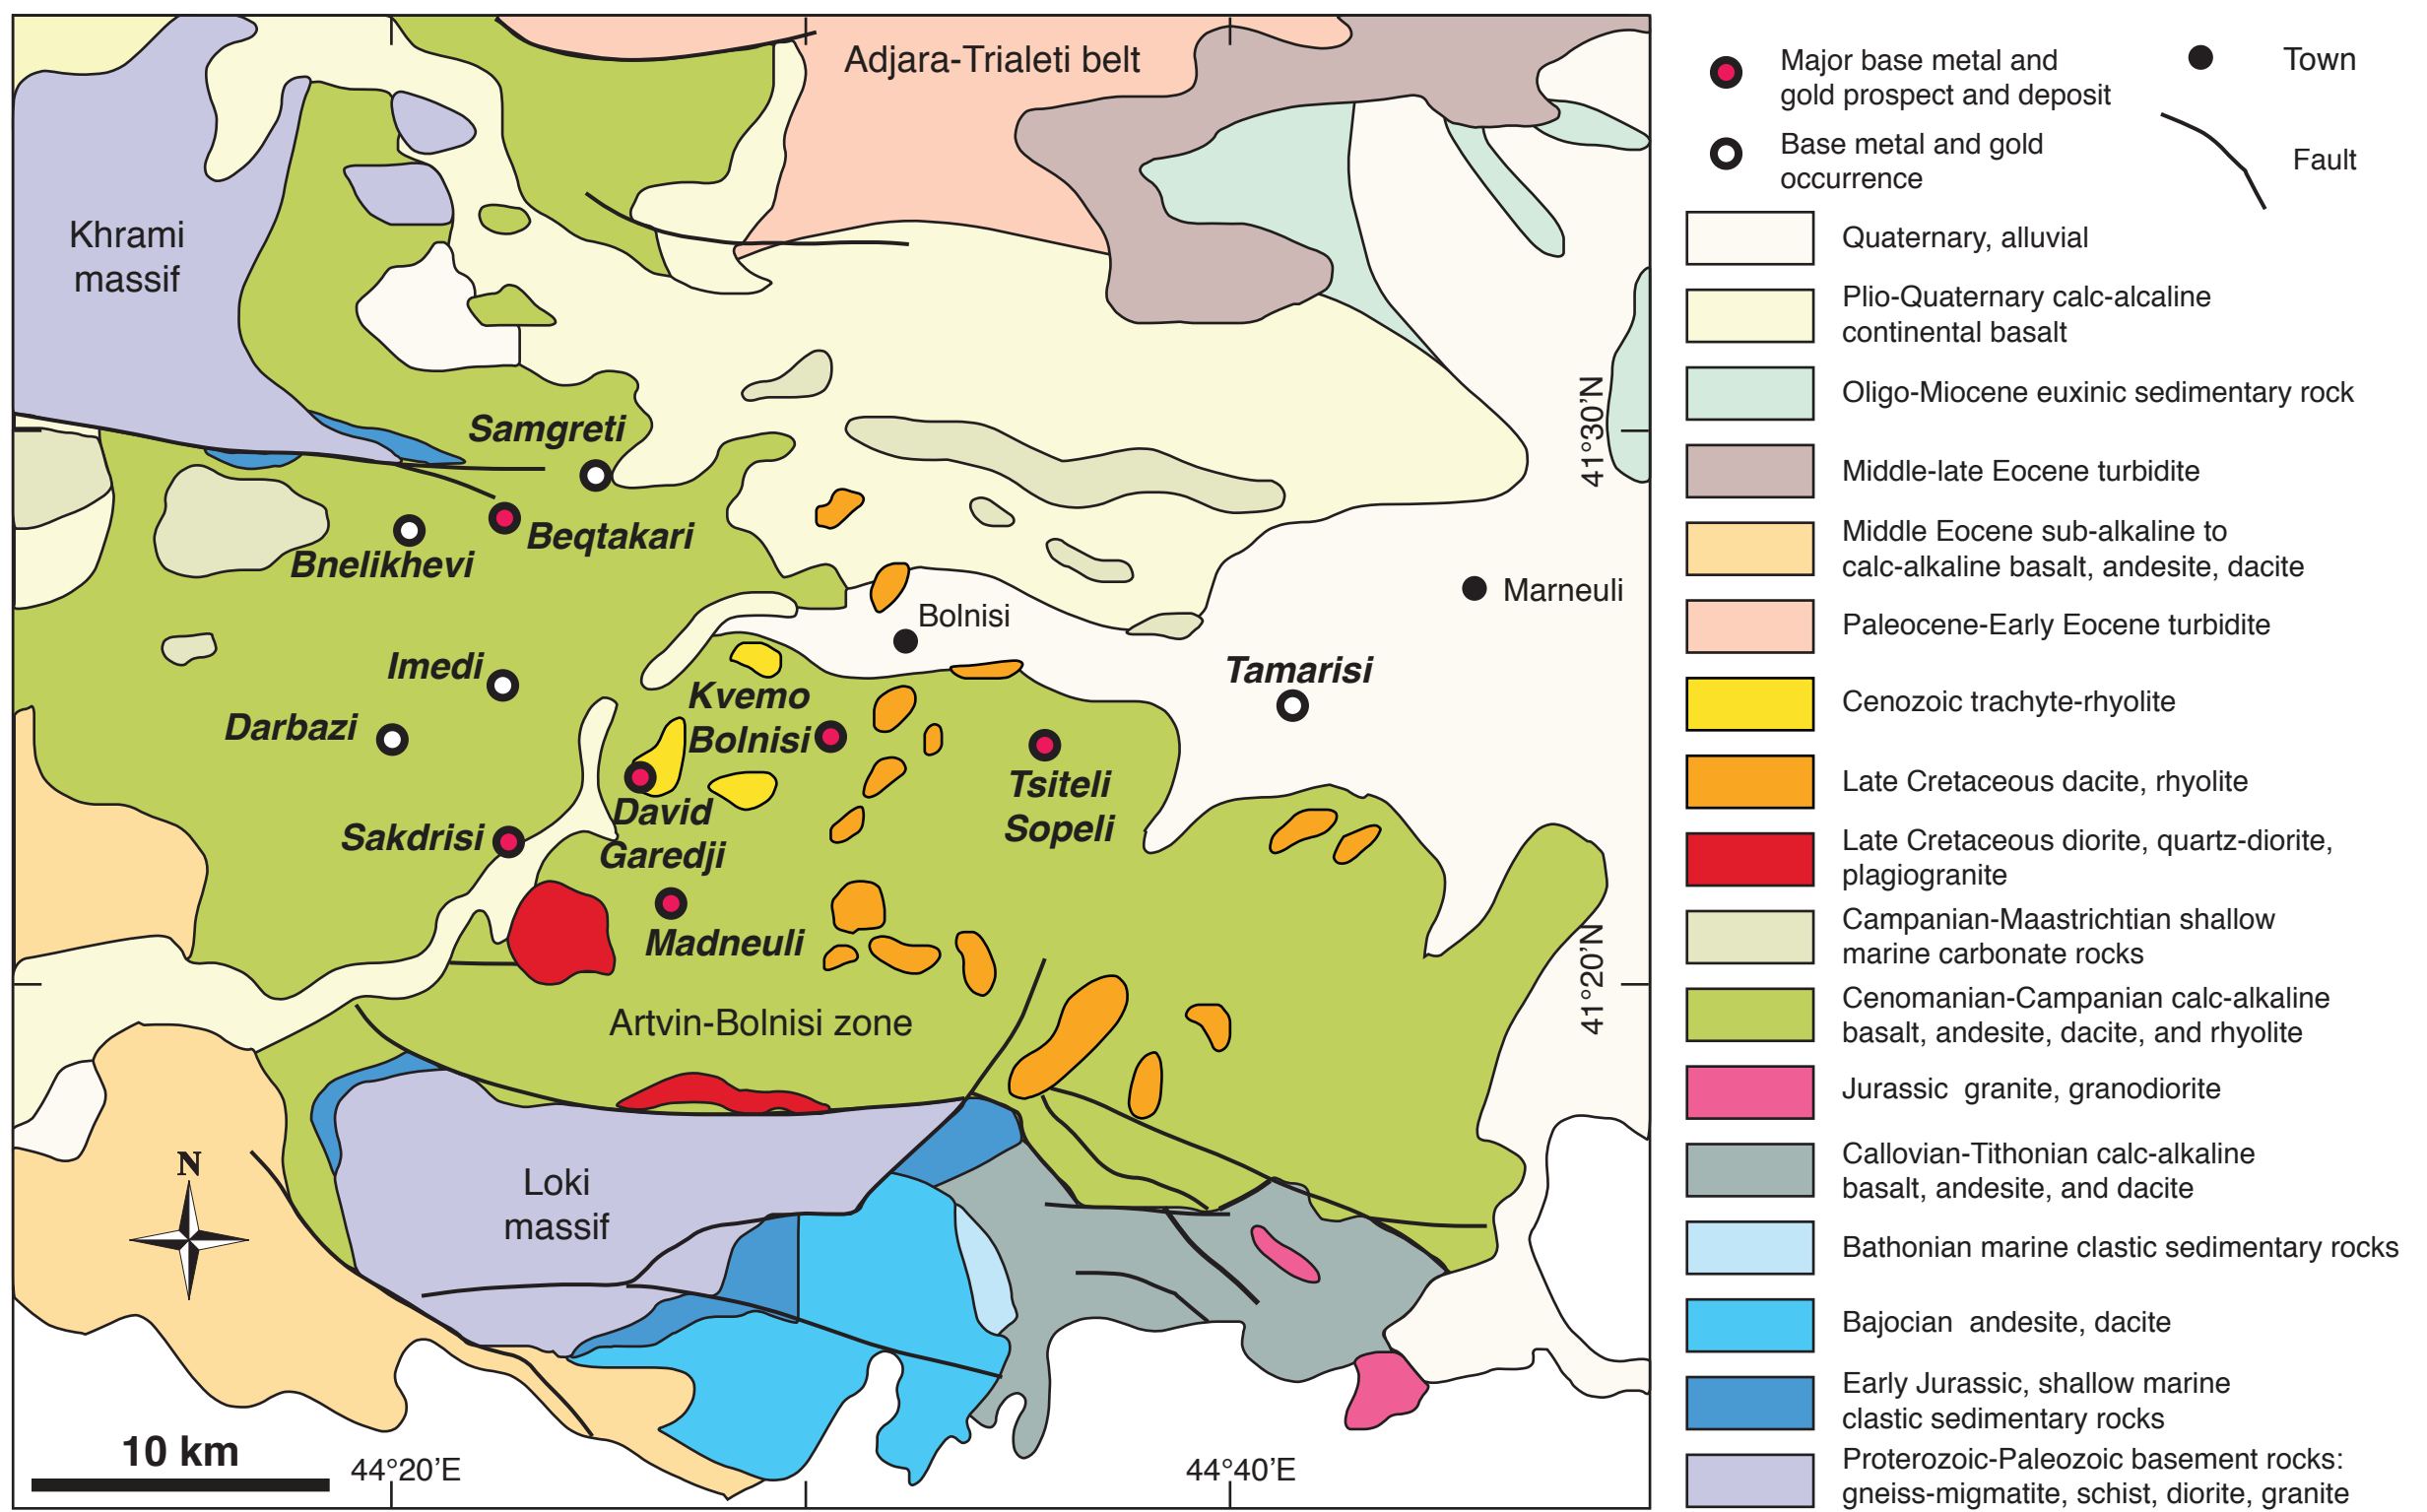 Adjara-Trialeti belt
Khrami
massif
Samgreti
Beqtakari
Bnelikhevi
41°30'N
Marneuli
Bolnisi
Imedi
Tamarisi
Kvemo
Bolnisi
Darbazi
Tsiteli
Sopeli
David
Garedji
Sakdrisi
Madneuli
41°20'N
Artvin-Bolnisi zone
N
Loki
massif
10 km
44°20'E
44°40'E
Major base metal and
gold prospect and deposit
Town
Base metal and gold
occurrence
Fault
Quaternary, alluvial
Plio-Quaternary calc-alcaline
continental basalt
Oligo-Miocene euxinic sedimentary rock
Middle-late Eocene turbidite
Middle Eocene sub-alkaline to
calc-alkaline basalt, andesite, dacite
Paleocene-Early Eocene turbidite
Cenozoic trachyte-rhyolite
Late Cretaceous dacite, rhyolite
Late Cretaceous diorite, quartz-diorite,
plagiogranite
Campanian-Maastrichtian shallow
marine carbonate rocks
Cenomanian-Campanian calc-alkaline
basalt, andesite, dacite, and rhyolite
Jurassic granite, granodiorite
Callovian-Tithonian calc-alkaline
basalt, andesite, and dacite
Bathonian marine clastic sedimentary rocks
Bajocian andesite, dacite
Early Jurassic, shallow marine
clastic sedimentary rocks
Proterozoic-Paleozoic basement rocks:
gneiss-migmatite, schist, diorite, granite